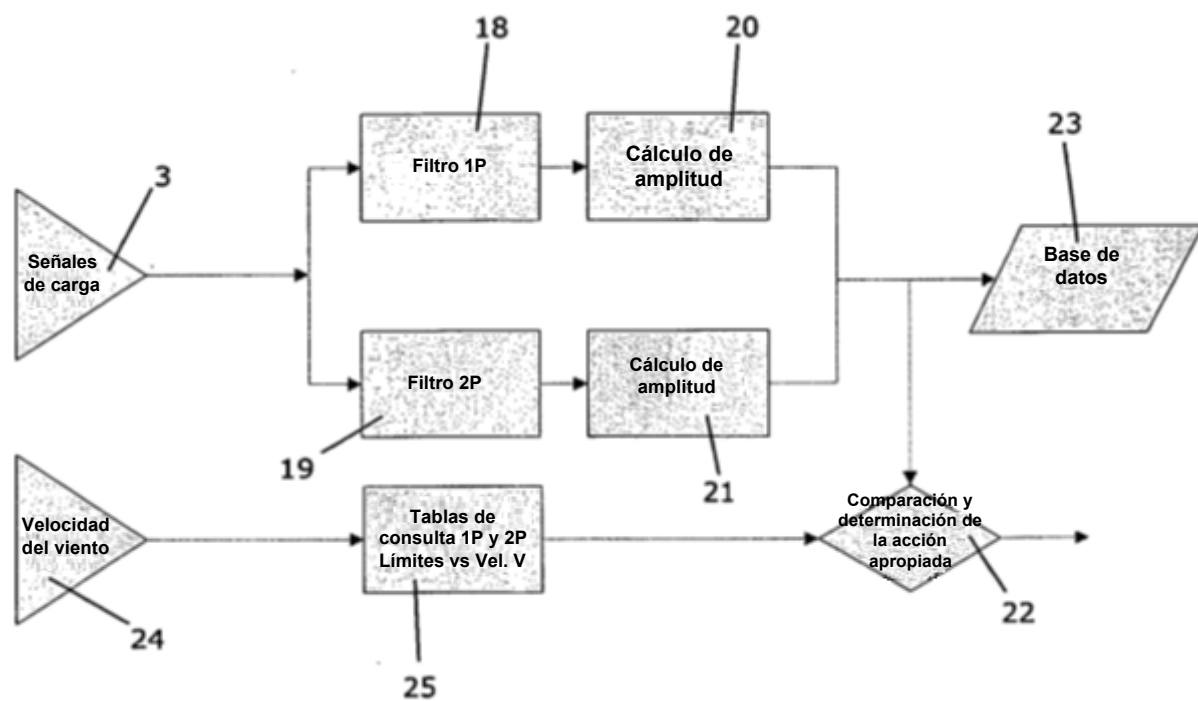 18
20
23
3
Filtro 1P
Cálculo de
amplitud
Señales
de carga
Base de
datos
Filtro 2P
Cálculo de
amplitud
19
21
Velocidad
del viento
Tablas de
consulta 1P y 2P
Límites vs Vel. V
Comparación y
determinación de
la acción
apropiada
24
25
22